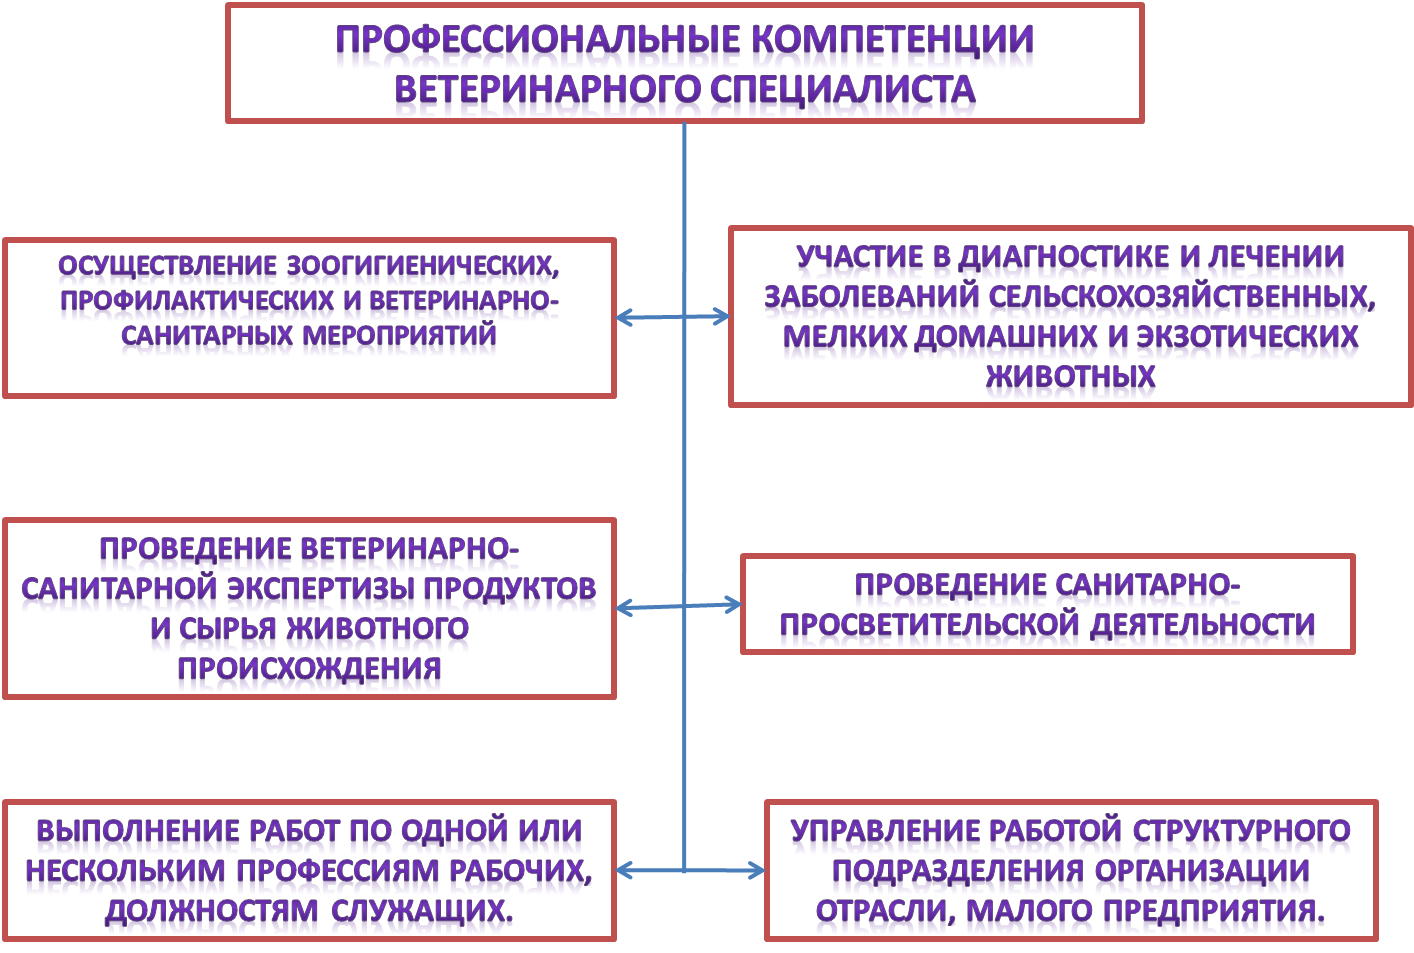 ПРОФЕССИОНАЛЬНЫЕ КОМПЕТЕНЦИИ
ВЕТЕРИНАРНОГО СПЕЦИАЛИСТА
ОСУЩЕСТВЛЕНИЕ ЗООГИГИЕНИЧЕСКИХ,
ПРОФИЛАКТИЧЕСКИХ И ВЕТЕРИНАРНО-
САНИТАРНЫХ МЕРОПРИЯТИЙ
УЧАСТИЕ В ДИАГНОСТИКЕ И ЛЕЧЕНИИ
ЗАБОЛЕВАНИЙ СЕЛЬСКОХОЗЯЙСТВЕННЫХ,
МЕЛКИХ ДОМАШНИХ И ЭКЗОТИЧЕСКИХ
ЖИВОТНЫХ
ПРОВЕДЕНИЕ ВЕТЕРИНАРНО-
САНИТАРНОЙ ЭКСПЕРТИЗЫ ПРОДУКТОВ
И СЫРЬЯ ЖИВОТНОГО
ПРОИСХОЖДЕНИЯ
ПРОВЕДЕНИЕ САНИТАРНО-
ПРОСВЕТИТЕЛЬСКОЙ ДЕЯТЕЛЬНОСТИ
ВЫПОЛНЕНИЕ РАБОТ ПО ОДНОЙ ИЛИ
НЕСКОЛЬКИМ ПРОФЕССИЯМ РАБОЧИХ,
ДОЛЖНОСТЯМ СЛУЖАЩИХ.
УПРАВЛЕНИЕ РАБОТОЙ СТРУКТУРНОГО
ПОДРАЗДЕЛЕНИЯ ОРГАНИЗАЦИИ
ОТРАСЛИ, МАЛОГО ПРЕДПРИЯТИЯ.